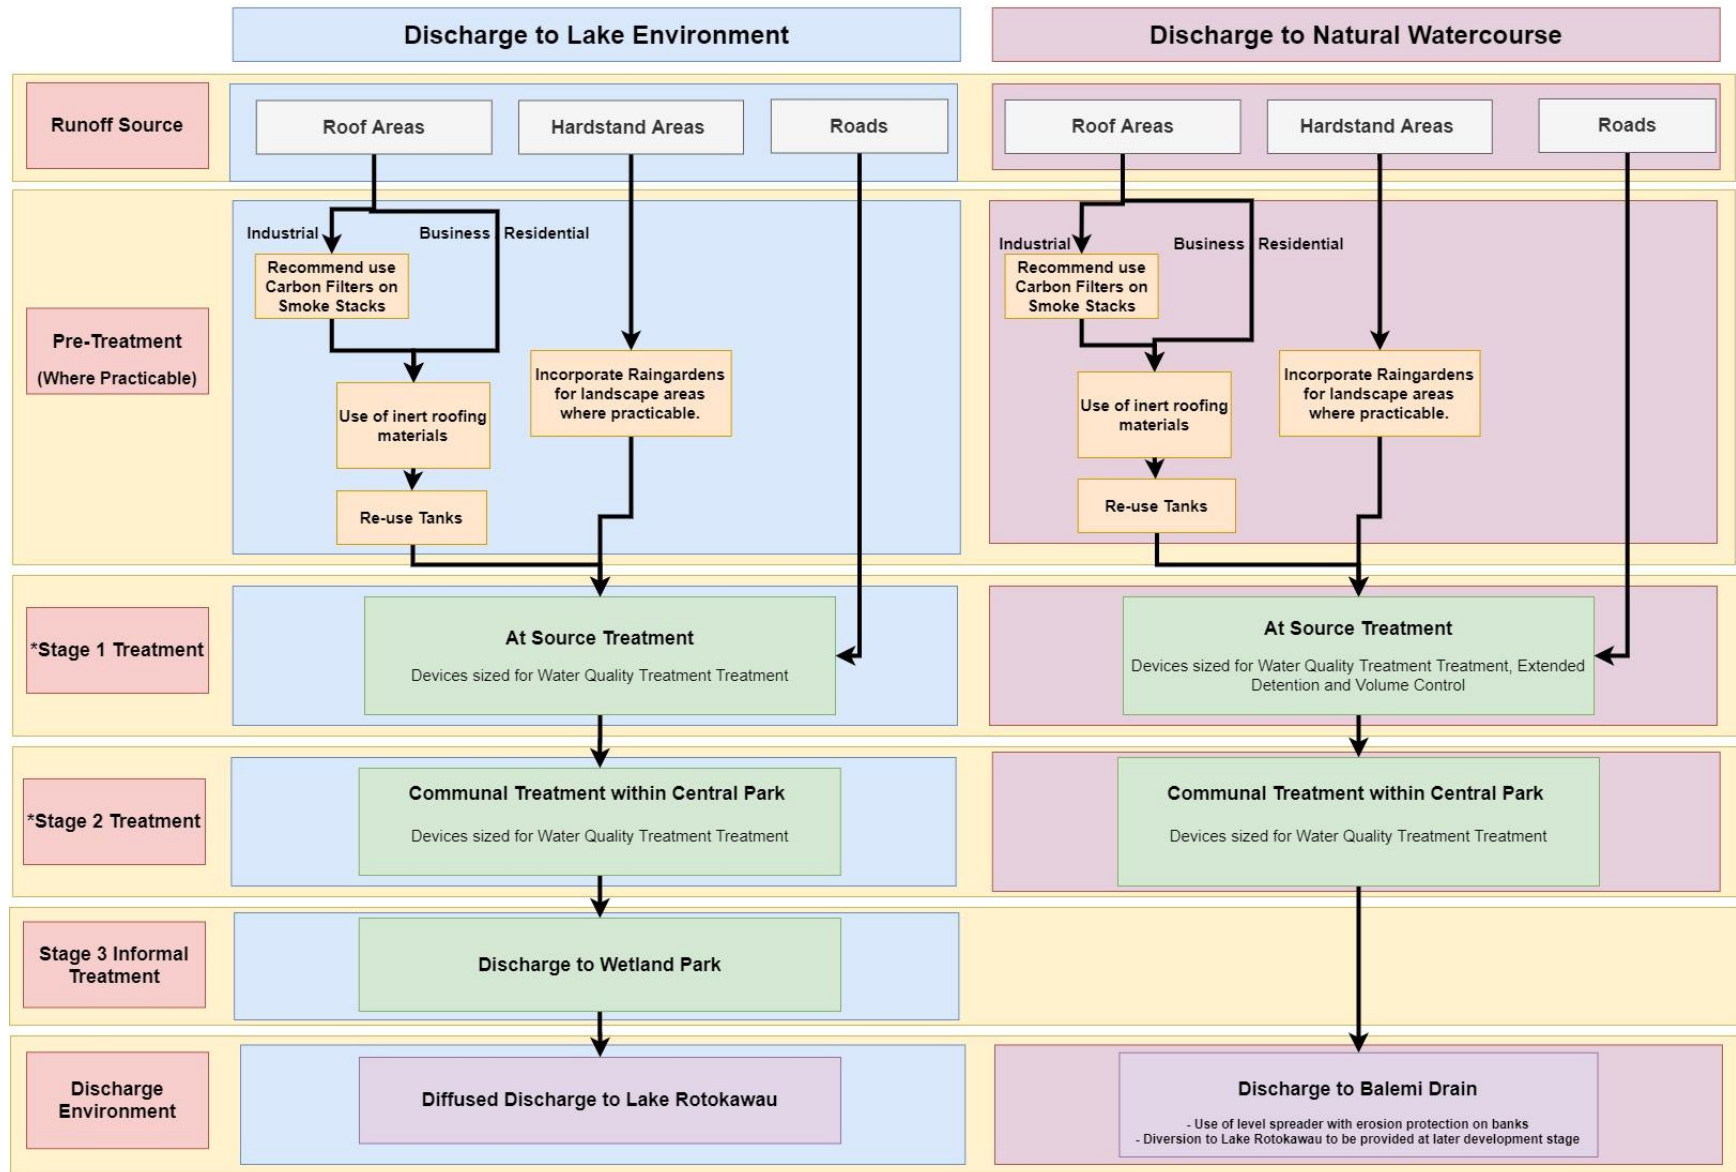 Discharge to Lake Environment
Discharge to Natural Watercourse
Runoff Source
Roof Areas
Hardstand Areas
Roads
Roof Areas
Hardstand Areas
Roads
Pre-Treatment
(Where Practicable)
Industrial
Business
Residential
Recommend use
Carbon Filters on
Smoke Stacks
Use of inert roofing
materials
Re-use Tanks
Incorporate Raingardens
for landscape areas
where practicable.
Industrial
Business
Residential
Recommend use
Carbon Filters on
Smoke Stacks
Use of inert roofing
materials
Re-use Tanks
Incorporate Raingardens
for landscape areas
where practicable.
*Stage 1 Treatment
At Source Treatment
Devices sized for Water Quality Treatment Treatment
At Source Treatment
Devices sized for Water Quality Treatment Treatment, Extended
Detention and Volume Control
*Stage 2 Treatment
Communal Treatment within Central Park
Devices sized for Water Quality Treatment Treatment
Communal Treatment within Central Park
Devices sized for Water Quality Treatment Treatment
Stage 3 Informal
Treatment
Discharge to Wetland Park
Discharge
Environment
Diffused Discharge to Lake Rotokawau
Discharge to Balemi Drain
- Use of level spreader with erosion protection on banks
- Diversion to Lake Rotokawau to be provided at later development stage